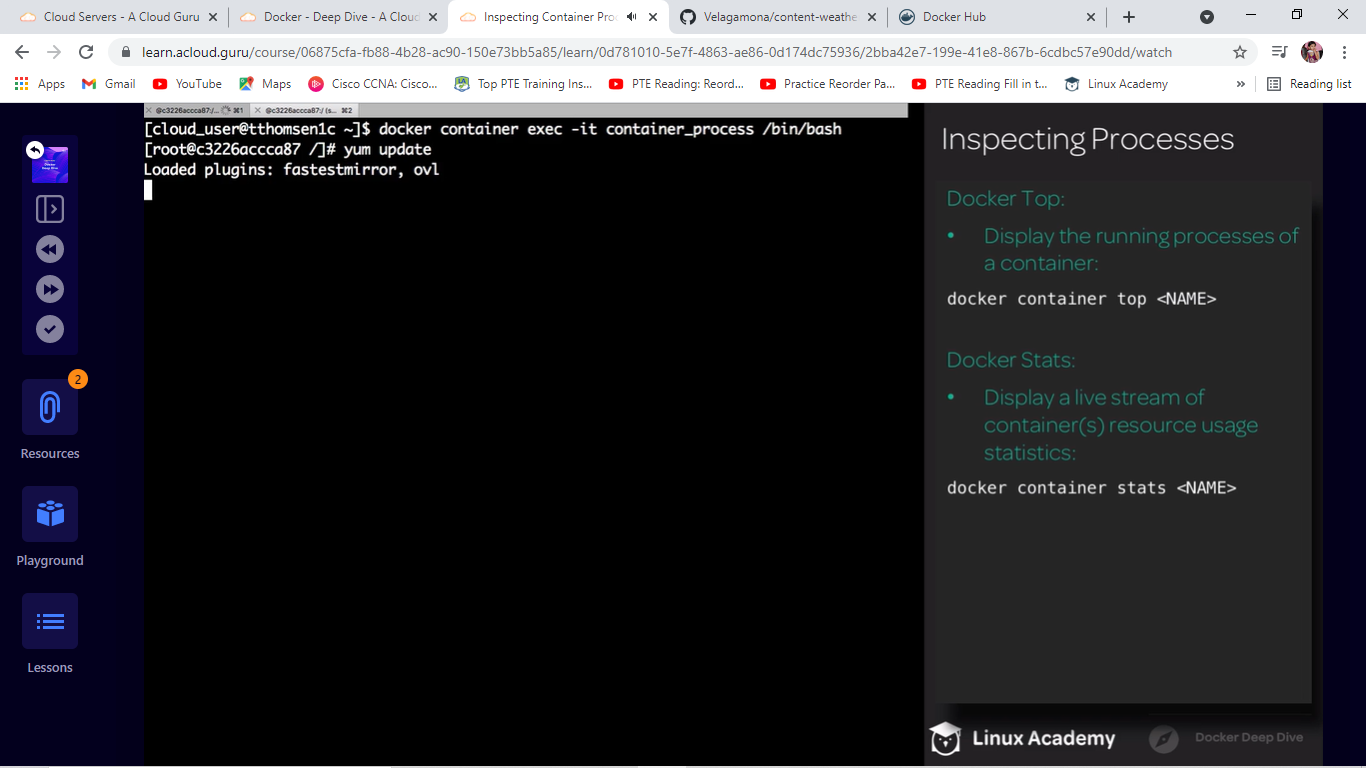 Cloud Servers - A Cloud Guru
Docker - Deep Dive - A Cloud
Inspecting Container Pro
Velagamona/content-weathe
Docker Hub
learn.acloud.guru/course/06875cfa-fb88-4b28-ac90-150e73bb5a85/learn/0d781010-5e7f-4863-ae86-0d174dc75936/2bba42e7-199e-41e8-867b-6cdbc57e90dd/watch
Apps
Gmail
YouTube
Maps
Cisco CCNA: Cisco...
Top PTE Training Ins...
PTE Reading: Reord...
Practice Reorder Pa...
PTE Reading Fill in t...
Linux Academy
»
Reading list
@c3226accca87:/... ⌘1
@c3226accca87:/ (s... ⌘2
[cloud_user@tthomsen1c ~]$ docker container exec -it container_process /bin/bash
[root@c3226accca87 /]# yum update
Loaded plugins: fastestmirror, ovl
Docker
Deep Dive
2
Resources
Playground
Lessons
Inspecting Processes
Docker Top:
• Display the running processes of
a container:
docker container top <NAME>
Docker Stats:
• Display a live stream of
container(s) resource usage
statistics:
docker container stats <NAME>
Linux Academy
Docker Deep Dive